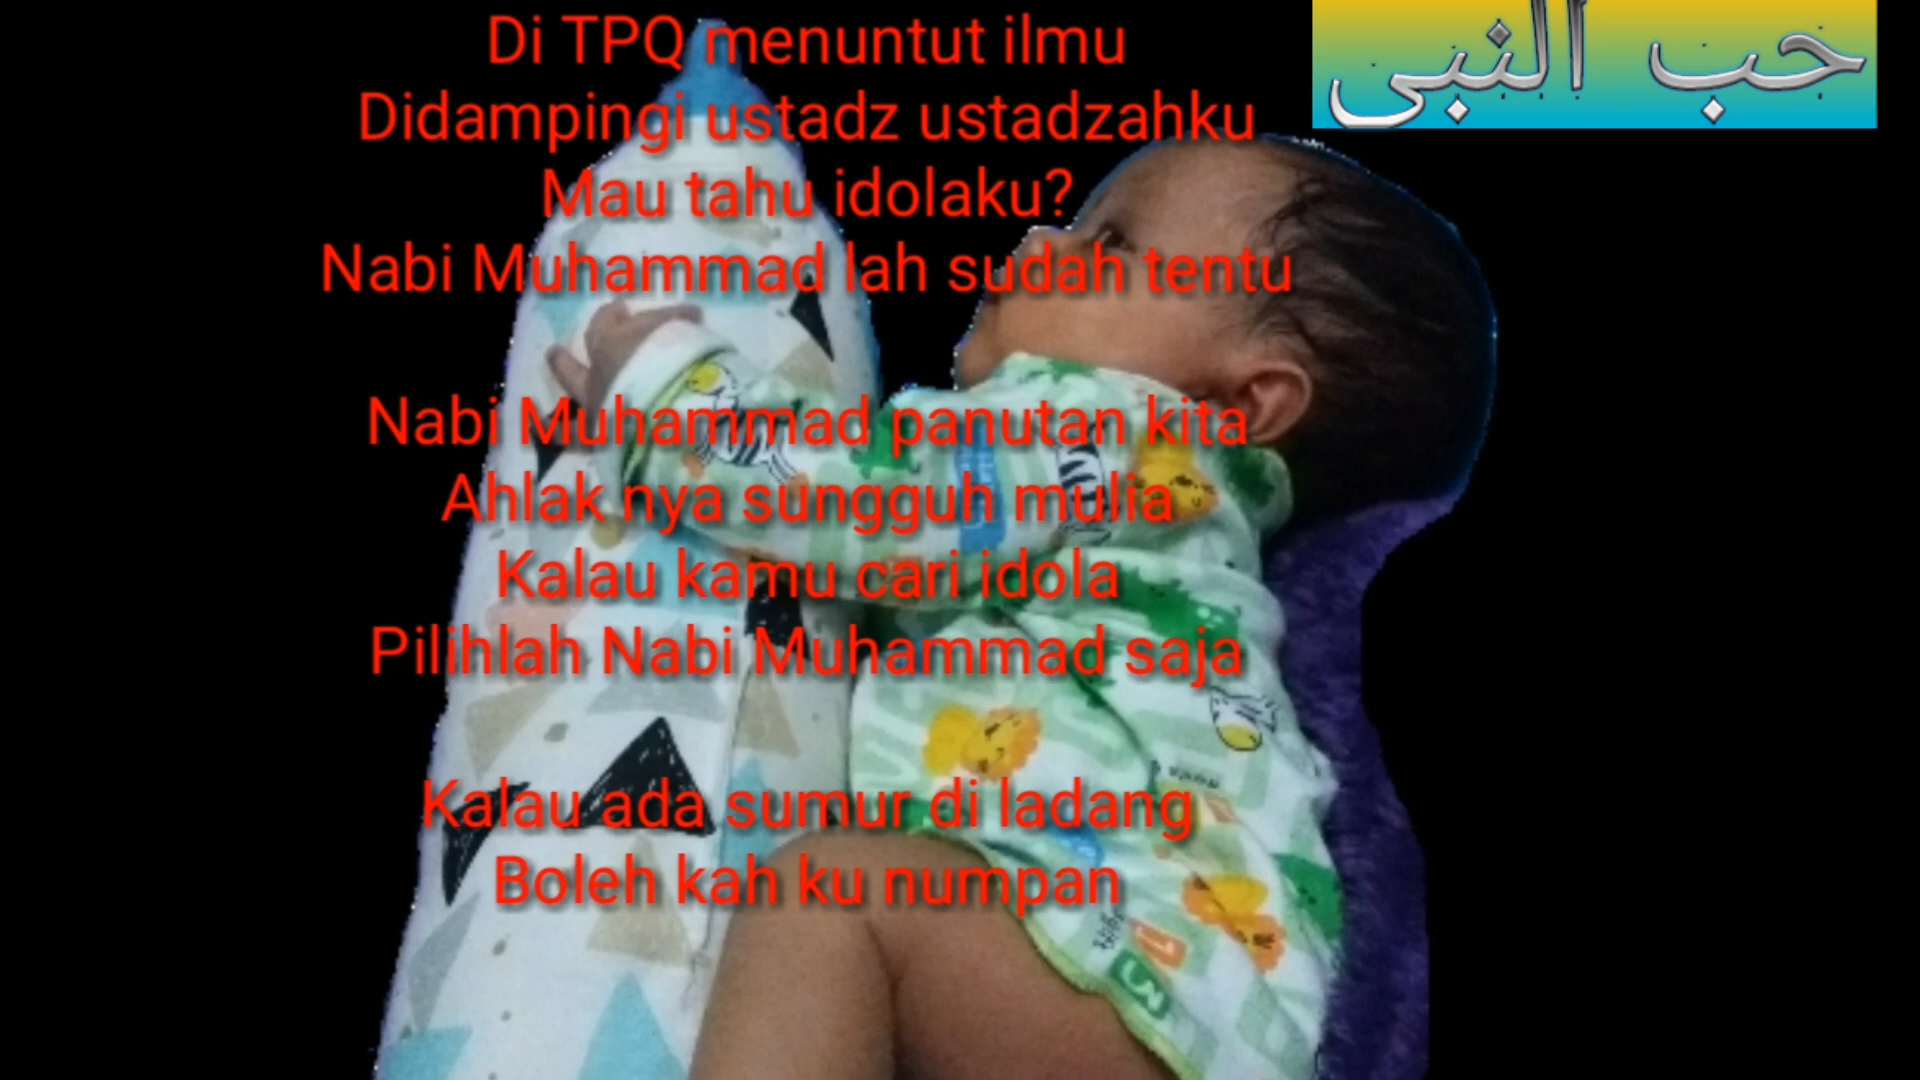 حب النبى
Di TPQ menuntut ilmu
Didampingi ustadz ustadzahku
Mau tahu idolaku?
Nabi Muhammad lah sudah tentu
Nabi Muhammad panutan kita
Ahlak nya sungguh mulia
Kalau kamu cari idola
Pilihlah Nabi Muhammad saja
Kalau ada sumur di ladang
Boleh kah ku numpan